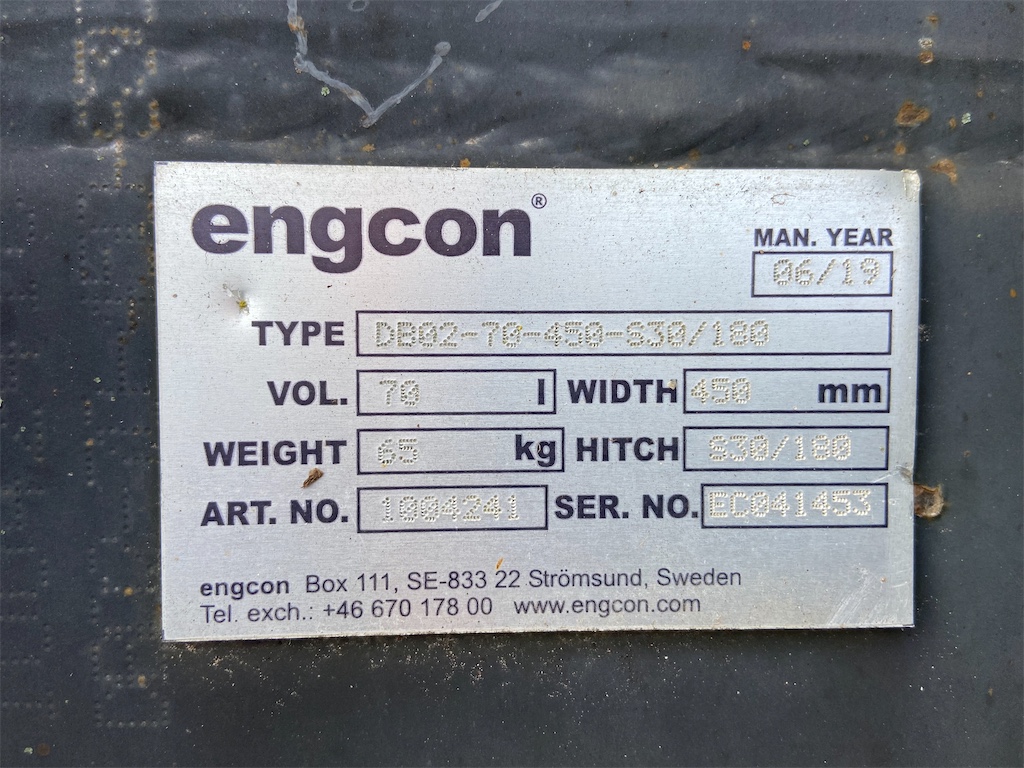 engcon®
MAN. YEAR
06/19
TYPE DB02-70-450-S30/180
VOL. 70 l WIDTH 450 mm
WEIGHT 65 kg HITCH S30/180
ART. NO. 1004241 SER. NO. EC041453
engcon Box 111, SE-833 22 Strömsund, Sweden
Tel. exch.: +46 670 178 00 www.engcon.com